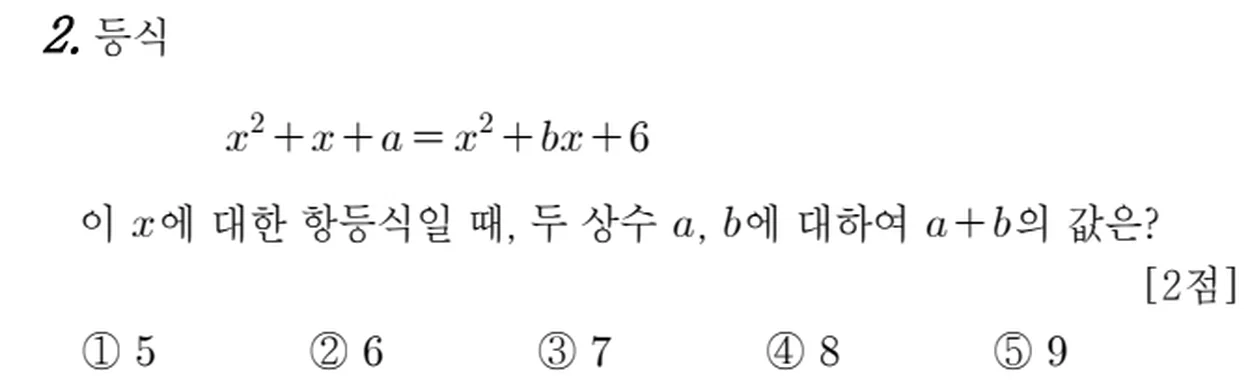 2. 등식
x²+x+a=x²+bx+6
이 x에 대한 항등식일 때, 두 상수 a, b에 대하여 a+b의 값은?
[2점]
① 5 ② 6 ③ 7 ④ 8 ⑤ 9